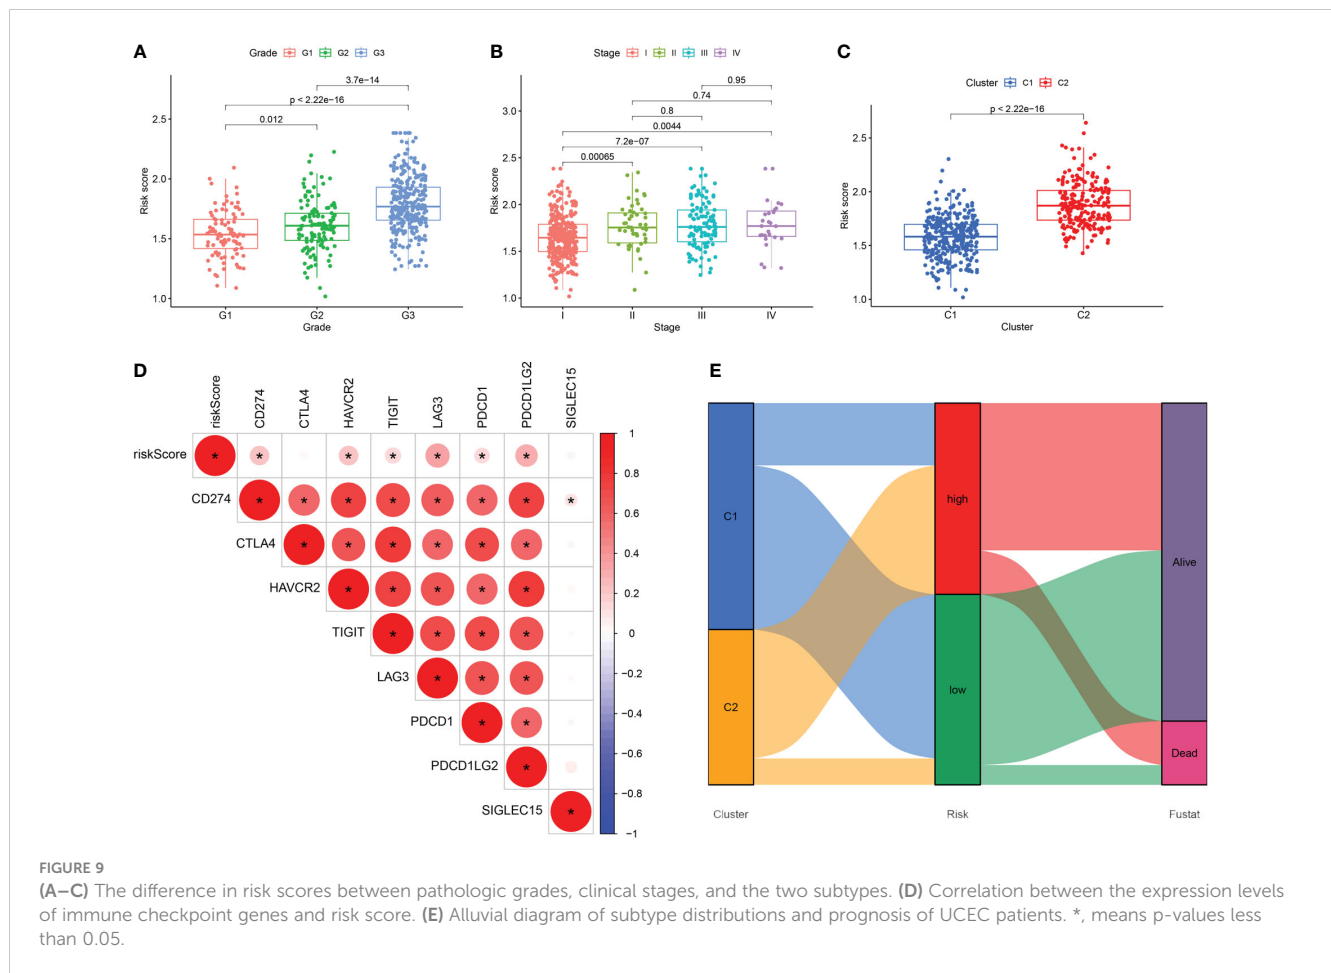 A
Grade G1 G2 G3
3.7e−14
p < 2.22e−16
0.012
Risk score
2.5
2.0
1.5
1.0
G1 G2 G3
Grade
B
Stage I II III IV
0.95
0.74
0.8
0.0044
7.2e−07
0.00065
Risk score
3.0
2.5
2.0
1.5
1.0
I II III IV
Stage
C
Cluster C1 C2
p < 2.22e−16
Risk score
2.5
2.0
1.5
1.0
C1 C2
Cluster
D
riskScore CD274 CTLA4 HAVCR2 TIGIT LAG3 PDCD1 PDCD1LG2 SIGLEC15
riskScore * * * * * * *
CD274 * * * * * * * *
CTLA4 * * * * * *
HAVCR2 * * * * *
TIGIT * * * *
LAG3 * * *
PDCD1 * *
PDCD1LG2 *
SIGLEC15 *
1
0.8
0.6
0.4
0.2
0
−0.2
−0.4
−0.6
−0.8
−1
E
C1
C2
high
low
Alive
Dead
Cluster Risk Fustat
FIGURE 9
(A–C) The difference in risk scores between pathologic grades, clinical stages, and the two subtypes. (D) Correlation between the expression levels
of immune checkpoint genes and risk score. (E) Alluvial diagram of subtype distributions and prognosis of UCEC patients. *, means p-values less
than 0.05.